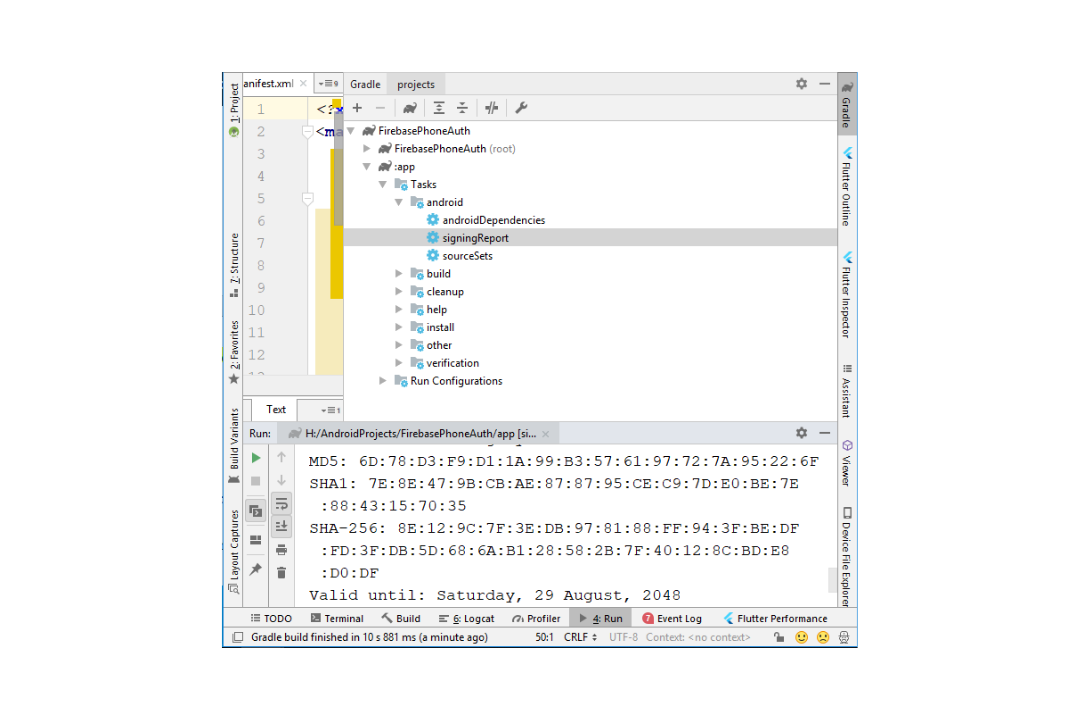 anifest.xml
9
Gradle
projects
1: Project
Gradle
1
<?x
FirebasePhoneAuth
2
<ma
3
FirebasePhoneAuth (root)
4
:app
Tasks
5
android
6
androidDependencies
7
signingReport
8
sourceSets
9
build
cleanup
10
help
11
install
12
other
verification
Run Configurations
Z: Structure
2: Favorites
Build Variants
Layout Captures
Flutter Outline
Flutter Inspector
Assistant
Viewer
Device File Explorer
Text
1
Run:
H:/AndroidProjects/FirebasePhoneAuth/app [si...
MD5: 6D:78:D3:F9:D1:1A:99:B3:57:61:97:72:7A:95:22:6F
SHA1: 7E:8E:47:9B:CB:AE:87:87:95:CE:C9:7D:E0:BE:7E
:88:43:15:70:35
SHA-256: 8E:12:9C:7F:3E:DB:97:81:88:FF:94:3F:BE:DF
:FD:3F:DB:5D:68:6A:B1:28:58:2B:7F:40:12:8C:BD:E8
:D0:DF
Valid until: Saturday, 29 August, 2048
TODO
Terminal
Build
6: Logcat
Profiler
4: Run
7
Event Log
Flutter Performance
Gradle build finished in 10 s 881 ms (a minute ago)
50:1
CRLF
UTF-8
Context: <no context>